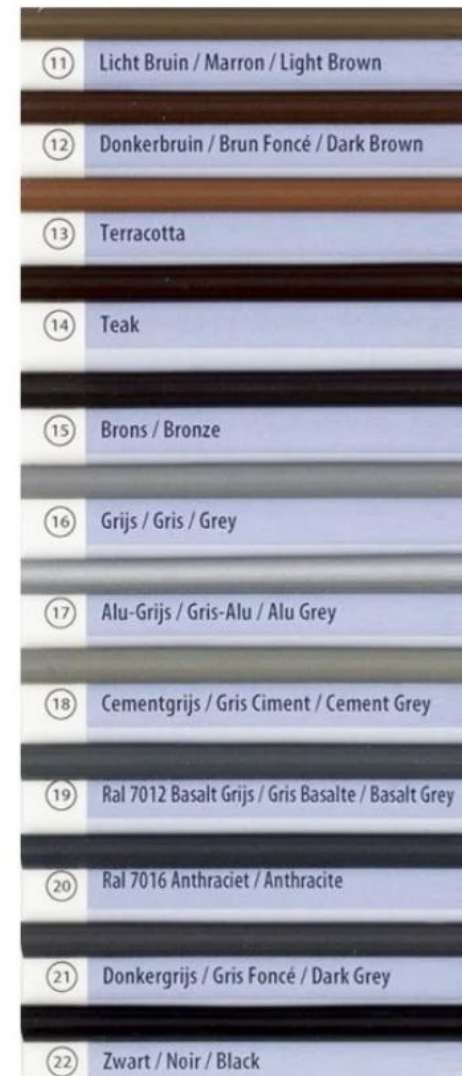 11 Licht Bruin / Marron / Light Brown
12 Donkerbruin / Brun Foncé / Dark Brown
13 Terracotta
14 Teak
15 Brons / Bronze
16 Grijs / Gris / Grey
17 Alu-Grijs / Gris-Alu / Alu Grey
18 Cementgrijs / Gris Ciment / Cement Grey
19 Ral 7012 Basalt Grijs / Gris Basalte / Basalt Grey
20 Ral 7016 Anthraciet / Anthracite
21 Donkergrijs / Gris Foncé / Dark Grey
22 Zwart / Noir / Black